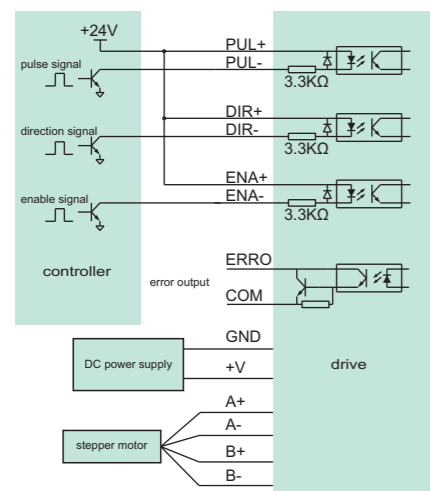 +24V
PUL+
pulse signal
PUL-
3.3KΩ
DIR+
direction signal
DIR-
3.3KΩ
ENA+
enable signal
ENA-
3.3KΩ
ERRO
controller
error output
COM
GND
DC power supply
+V
drive
A+
A-
stepper motor
B+
B-